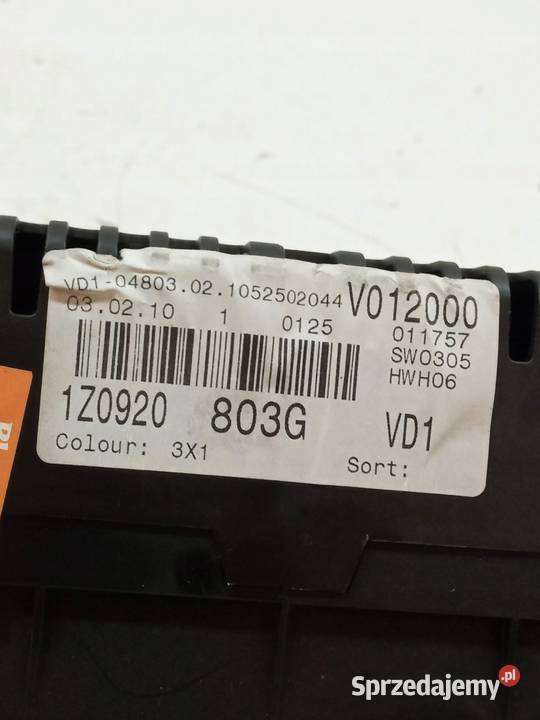 VD1-04803.02.1052502044 V012000
03.02.10 1 0125 011757
SW0305
HWH06
1Z0920 803G VD1
Colour: 3X1 Sort:
Sprzedajemy.pl